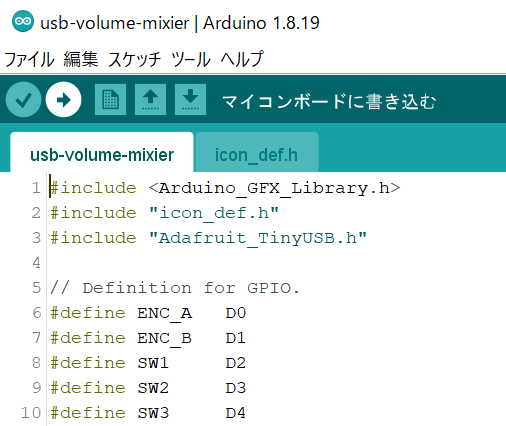 usb-volume-mixier | Arduino 1.8.19
ファイル 編集 スケッチ ツール ヘルプ
マイコンボードに書き込む
usb-volume-mixier icon_def.h
1 #include <Arduino_GFX_Library.h>
2 #include "icon_def.h"
3 #include "Adafruit_TinyUSB.h"
4
5 // Definition for GPIO.
6 #define ENC_A D0
7 #define ENC_B D1
8 #define SW1 D2
9 #define SW2 D3
10 #define SW3 D4